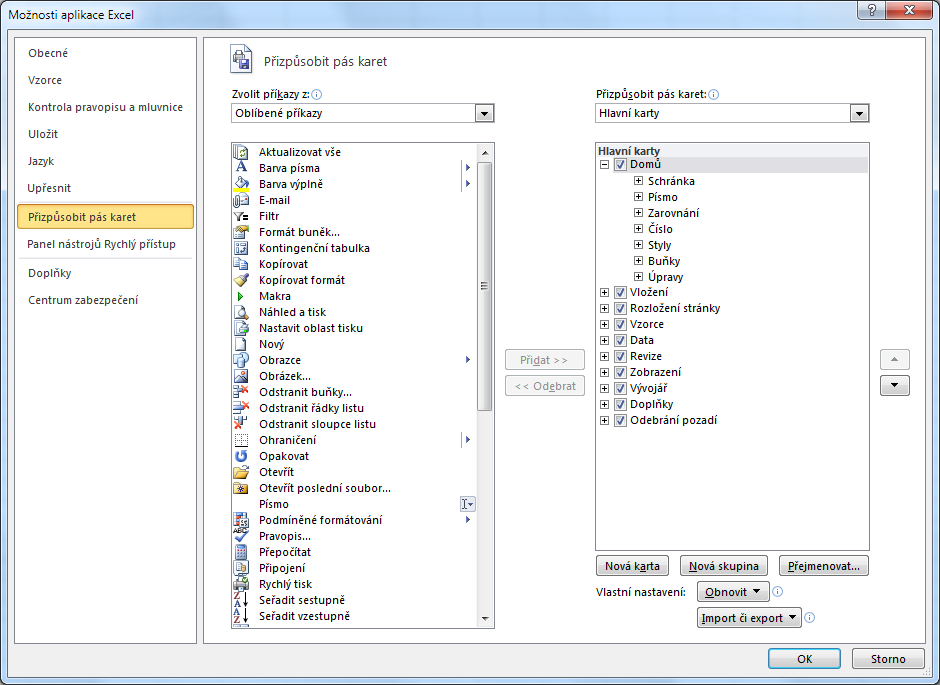 Možnosti aplikace Excel
Obecné
Vzorce
Kontrola pravopisu a mluvnice
Uložit
Jazyk
Upřesnit
Přizpůsobit pás karet
Panel nástrojů Rychlý přístup
Doplňky
Centrum zabezpečení
Přizpůsobit pás karet
Zvolit příkazy z:
Oblíbené příkazy
Aktualizovat vše
Barva písma
Barva výplně
E-mail
Filtr
Formát buněk...
Kontingenční tabulka
Kopírovat
Kopírovat formát
Makra
Náhled a tisk
Nastavit oblast tisku
Nový
Obrazce
Obrázek...
Odstranit buňky...
Odstranit řádky listu
Odstranit sloupce listu
Ohraničení
Opakovat
Otevřít
Otevřít poslední soubor...
Písmo
Podmíněné formátování
Pravopis...
Přepočítat
Připojení
Rychlý tisk
Seřadit sestupně
Seřadit vzestupně
Přidat >>
<< Odebrat
Přizpůsobit pás karet:
Hlavní karty
Hlavní karty
Domů
Schránka
Písmo
Zarovnání
Číslo
Styly
Buňky
Úpravy
Vložení
Rozložení stránky
Vzorce
Data
Revize
Zobrazení
Vývojář
Doplňky
Odebrání pozadí
Nová karta Nová skupina Přejmenovat...
Vlastní nastavení: Obnovit
Import či export
OK Storno